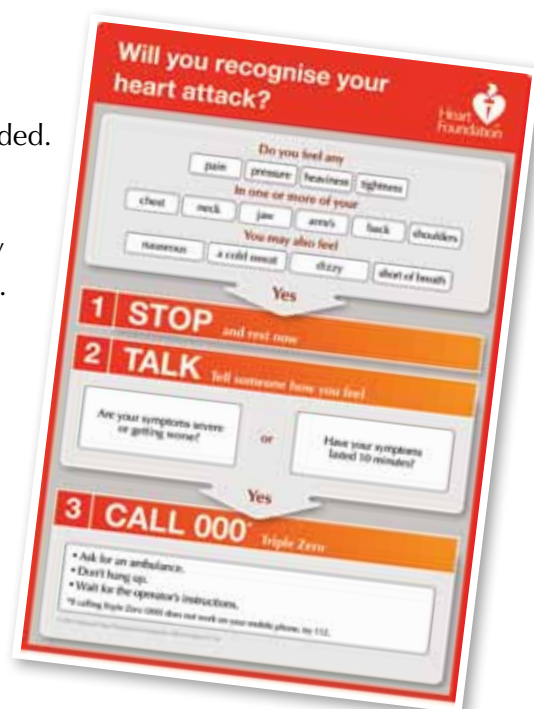 ded.
y
.
Will you recognise your
heart attack?
Heart
Foundation
Do you feel any
pain pressure heaviness tightness
In one or more of your
chest neck jaw arm/s back shoulders
You may also feel
nauseous a cold sweat dizzy short of breath
Yes
1 STOP and rest now
2 TALK Tell someone how you feel
Are your symptoms severe
or getting worse?
or
Have your symptoms
lasted 10 minutes?
Yes
3 CALL 000* Triple Zero
• Ask for an ambulance.
• Don't hang up.
• Wait for the operator's instructions.
*If calling Triple Zero (000) does not work on your mobile phone, try 112.